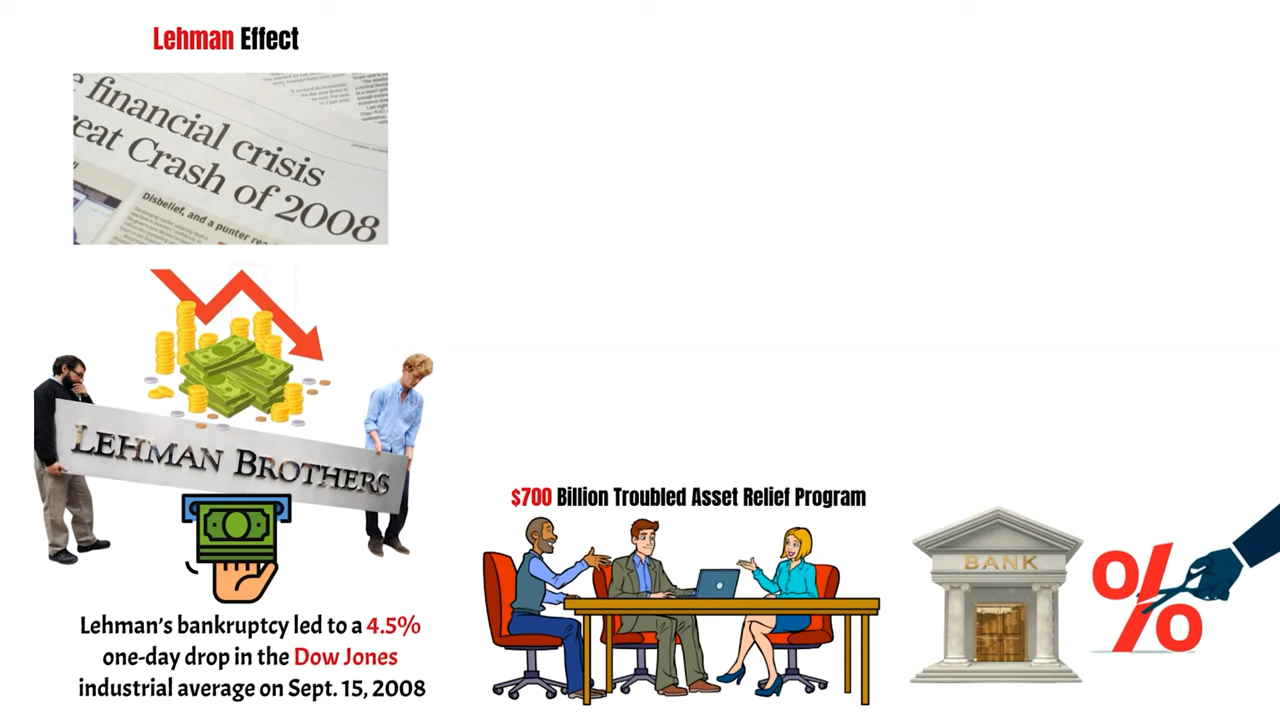 Lehman Effect
financial crisis
reat Crash of 2008
Disbelief, and a punter
LEHMAN BROTHERS
Lehman's bankruptcy led to a 4.5%
one-day drop in the Dow Jones
industrial average on Sept. 15, 2008
$700 Billion Troubled Asset Relief Program
BANK
%